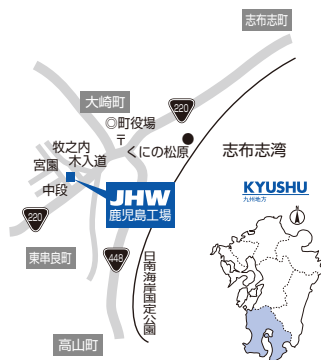 志布志町
大崎町
220
◎町役場
〒
牧之内
くにの松原
木入道
宮園
志布志湾
中段
JHW
鹿児島工場
KYUSHU
九州地方
N
220
東串良町
448
日南海岸国定公園
高山町